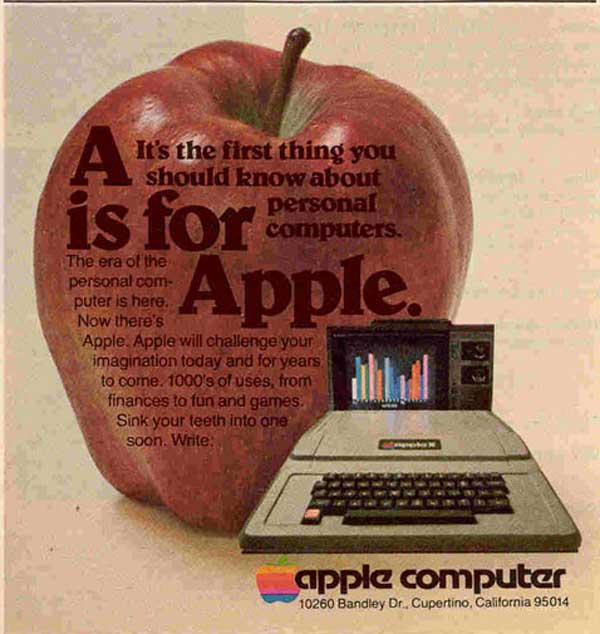 A It's the first thing you
should know about
is for personal
computers.
Apple.
The era of the
personal com-
puter is here.
Now there's
Apple. Apple will challenge your
imagination today and for years
to come. 1000's of uses, from
finances to fun and games.
Sink your teeth into one
soon. Write:
apple computer
10260 Bandley Dr., Cupertino, California 95014